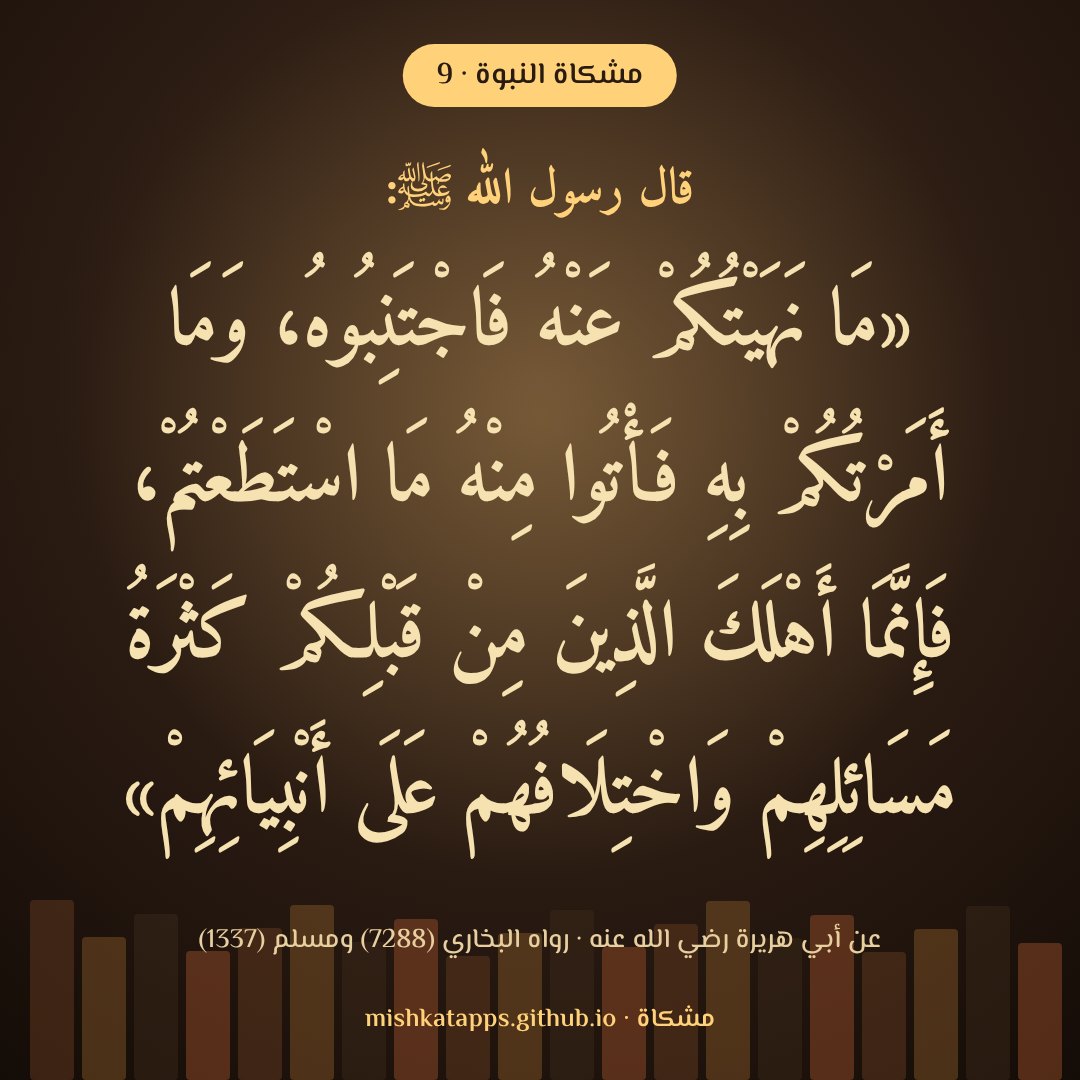 مشكاة النبوة · 9
قال رسول الله ﷺ:
«مَا نَهَيْتُكُمْ عَنْهُ فَاجْتَنِبُوهُ، وَمَا
أَمَرْتُكُمْ بِهِ فَأْتُوا مِنْهُ مَا اسْتَطَعْتُمْ،
فَإِنَّمَا أَهْلَكَ الَّذِينَ مِنْ قَبْلِكُمْ كَثْرَةُ
مَسَائِلِهِمْ وَاخْتِلَافُهُمْ عَلَى أَنْبِيَائِهِمْ»
عن أبي هريرة رضي الله عنه · رواه البخاري (7288) ومسلم (1337)
مشكاة · mishkatapps.github.io